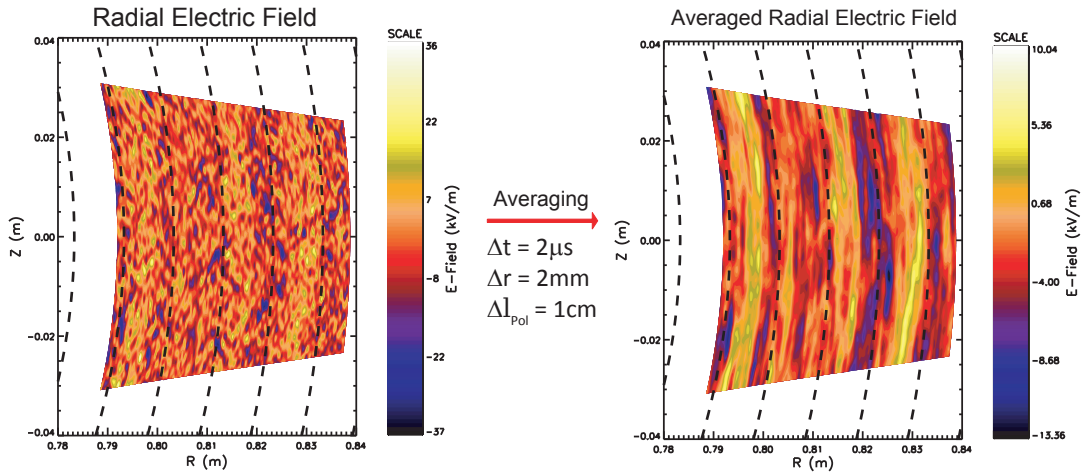 Radial Electric Field
SCALE
36
22
7
-8
-22
-37
E-Field (kV/m)
0.04
0.02
0.00
-0.02
-0.04
Z (m)
0.78
0.79
0.80
0.81
0.82
0.83
0.84
R (m)
Averaging
Δt = 2μs
Δr = 2mm
Δl_Pol = 1cm
Averaged Radial Electric Field
SCALE
10.04
5.36
0.68
-4.00
-8.68
-13.36
E-Field (kV/m)
0.04
0.02
0.00
-0.02
-0.04
Z (m)
0.78
0.79
0.80
0.81
0.82
0.83
0.84
R (m)